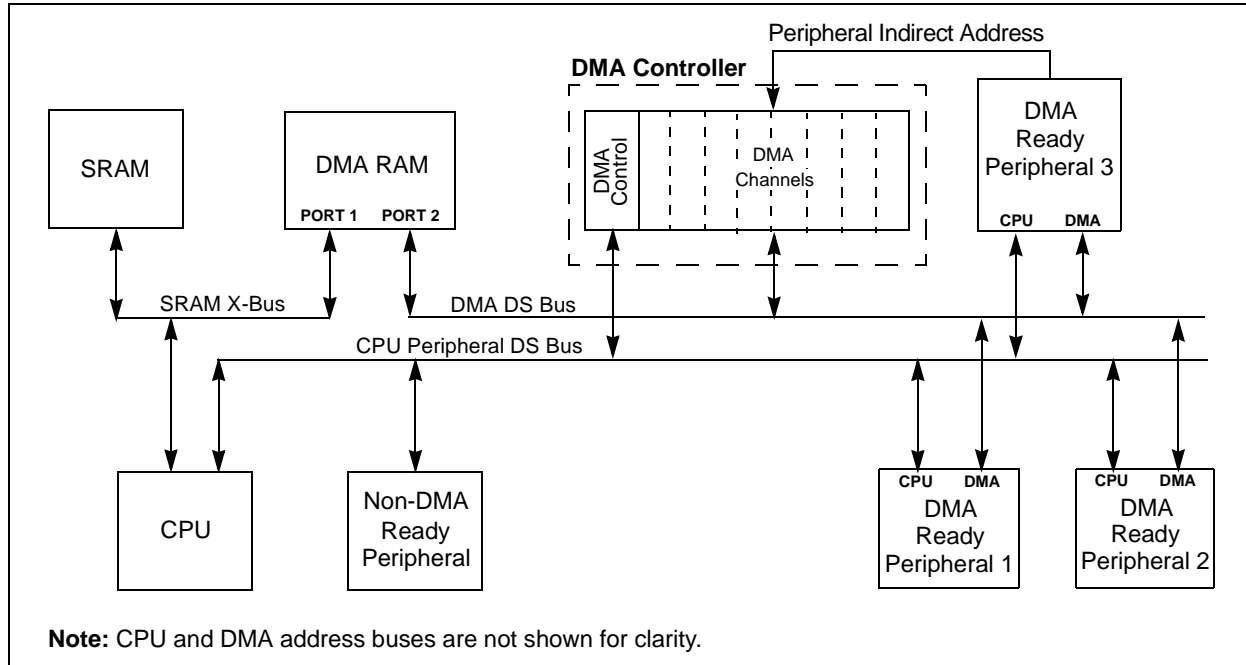 Peripheral Indirect Address
DMA Controller
SRAM
DMA RAM
PORT 1 PORT 2
DMA
Control
DMA
Channels
DMA
Ready
Peripheral 3
CPU DMA
SRAM X-Bus
DMA DS Bus
CPU Peripheral DS Bus
CPU
Non-DMA
Ready
Peripheral
CPU DMA
DMA
Ready
Peripheral 1
CPU DMA
DMA
Ready
Peripheral 2
Note: CPU and DMA address buses are not shown for clarity.